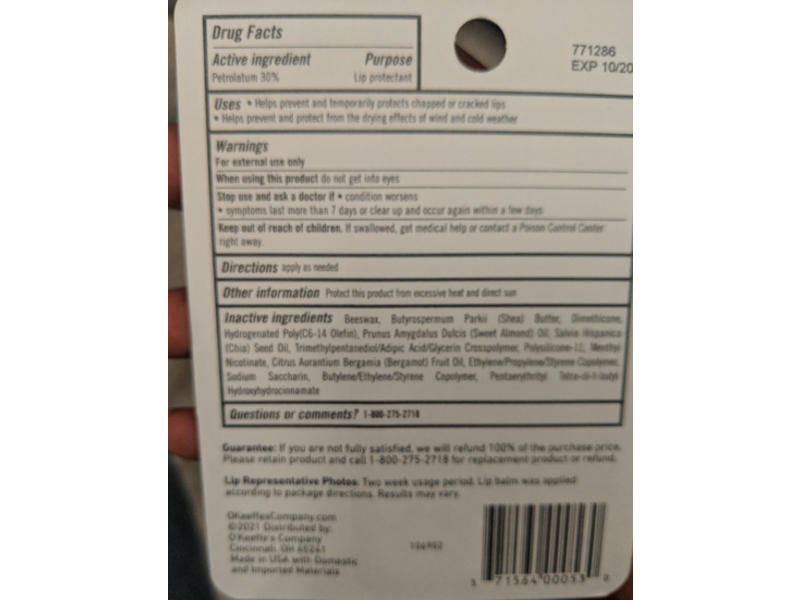 Drug Facts
Active ingredient Purpose
Petrolatum 30% Lip protectant
771286
EXP 10/20
Uses • Helps prevent and temporarily protects chapped or cracked lips
• Helps prevent and protect from the drying effects of wind and cold weather
Warnings
For external use only
When using this product do not get into eyes
Stop use and ask a doctor if • condition worsens
• symptoms last more than 7 days or clear up and occur again within a few days
Keep out of reach of children. If swallowed, get medical help or contact a Poison Control Center
right away.
Directions apply as needed
Other information Protect this product from excessive heat and direct sun
Inactive ingredients Beeswax, Butyrospermum Parkii (Shea) Butter, Dimethicone,
Hydrogenated Poly(C6-14 Olefin), Prunus Amygdalus Dulcis (Sweet Almond) Oil, Salvia Hispanica
(Chia) Seed Oil, Trimethylpentanediol/Adipic Acid/Glycerin Crosspolymer, Polysilicone-11, Menthyl
Nicotinate, Citrus Aurantium Bergamia (Bergamot) Fruit Oil, Ethylene/Propylene/Styrene Copolymer,
Sodium Saccharin, Butylene/Ethylene/Styrene Copolymer, Pentaerythrityl Tetra-di-t-butyl
Hydroxyhydrocinnamate
Questions or comments? 1-800-275-2718
Guarantee: If you are not fully satisfied, we will refund 100% of the purchase price.
Please retain product and call 1-800-275-2718 for replacement product or refund.
Lip Representative Photos: Two week usage period. Lip balm was applied
according to package directions. Results may vary.
OKeeffesCompany.com
©2021 Distributed by:
O'Keeffe's Company
Cincinnati, OH 45241
Made in USA with Domestic
and Imported Materials
71564 00053